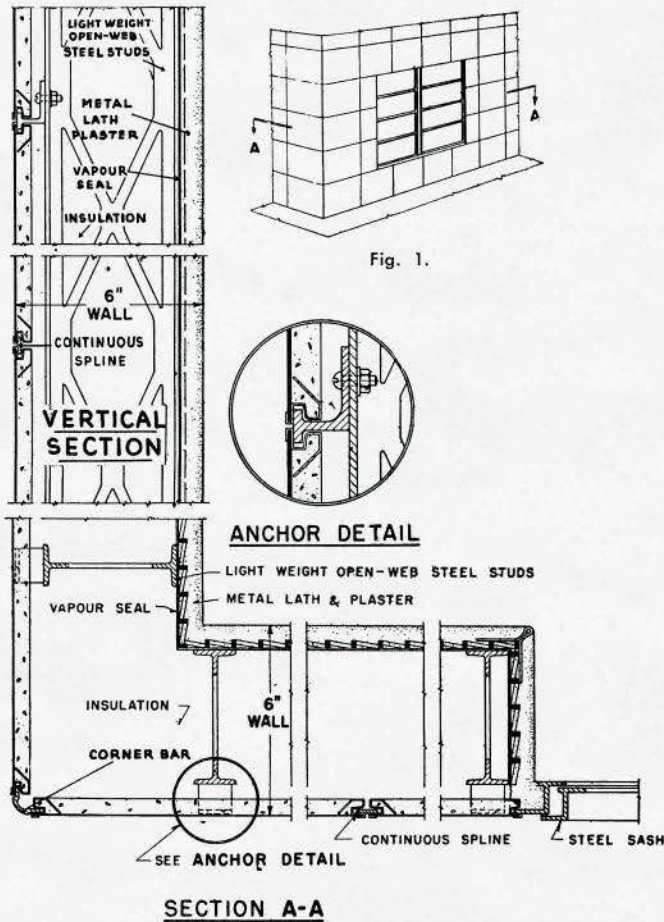 LIGHT WEIGHT
OPEN-WEB
STEEL STUDS
METAL
LATH
PLASTER
VAPOUR
SEAL
INSULATION
A
A
Fig. 1.
6"
WALL
CONTINUOUS
SPLINE
VERTICAL
SECTION
ANCHOR DETAIL
LIGHT WEIGHT OPEN-WEB STEEL STUDS
VAPOUR SEAL
METAL LATH & PLASTER
INSULATION
6"
WALL
CORNER BAR
CONTINUOUS SPLINE
STEEL SASH
SEE ANCHOR DETAIL
SECTION A-A